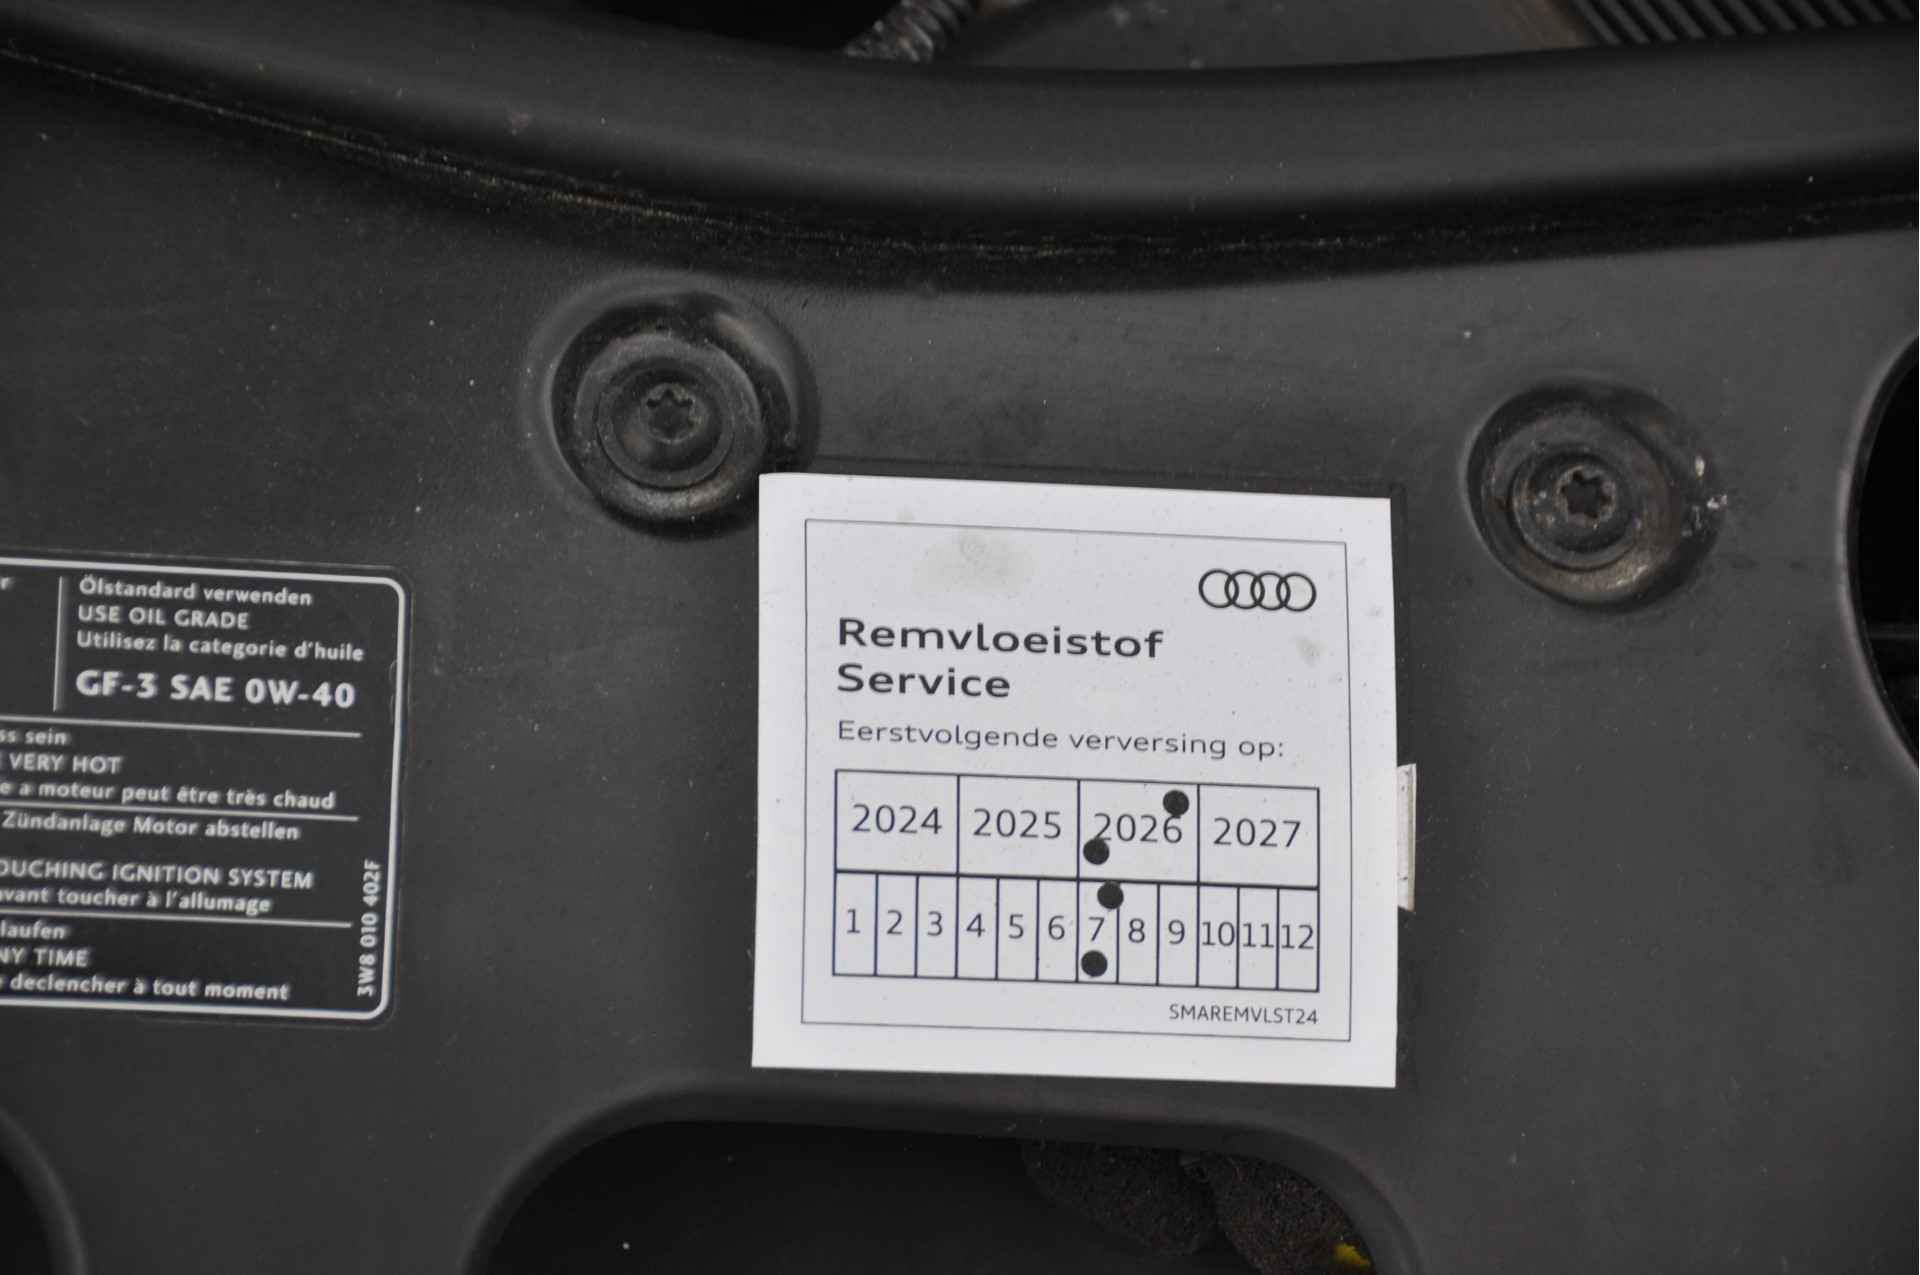 r
Ölstandard verwenden
USE OIL GRADE
Utilisez la categorie d'huile
GF-3 SAE 0W-40
ss sein
VERY HOT
e a moteur peut être très chaud
Zündanlage Motor abstellen
OUCHING IGNITION SYSTEM
avant toucher à l'allumage
laufen
NY TIME
e declencher à tout moment
3W8 010 402F
Remvloeistof
Service
Eerstvolgende verversing op:
2024 2025 2026 2027
1 2 3 4 5 6 7 8 9 10 11 12
SMAREMVLST24